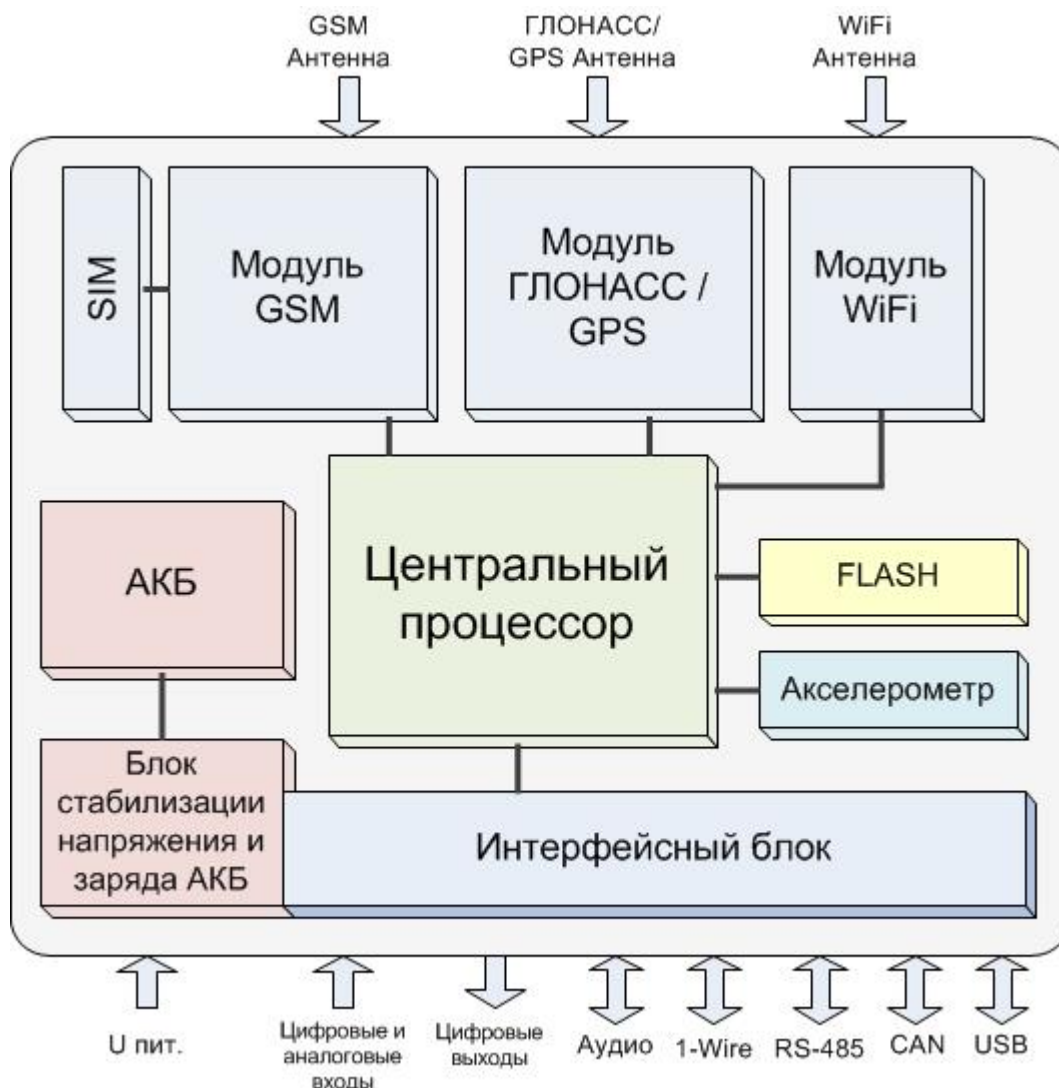 GSM
Антенна
ГЛОНАСС/
GPS Антенна
WiFi
Антенна
SIM
Модуль
GSM
Модуль
ГЛОНАСС /
GPS
Модуль
WiFi
АКБ
Центральный
процессор
FLASH
Акселерометр
Блок
стабилизации
напряжения и
заряда АКБ
Интерфейсный блок
U пит.
Цифровые и
аналоговые
входы
Цифровые
выходы
Аудио
1-Wire
RS-485
CAN
USB